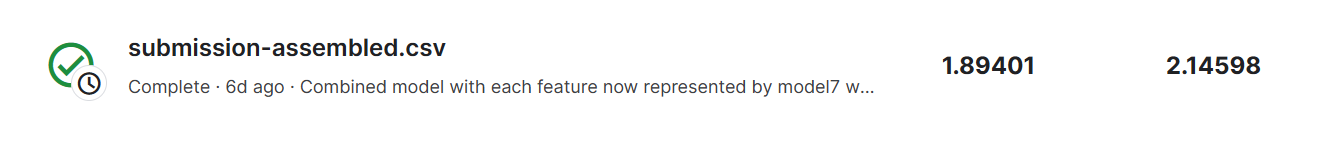 submission-assembled.csv
1.89401 2.14598
Complete · 6d ago · Combined model with each feature now represented by model7 w...